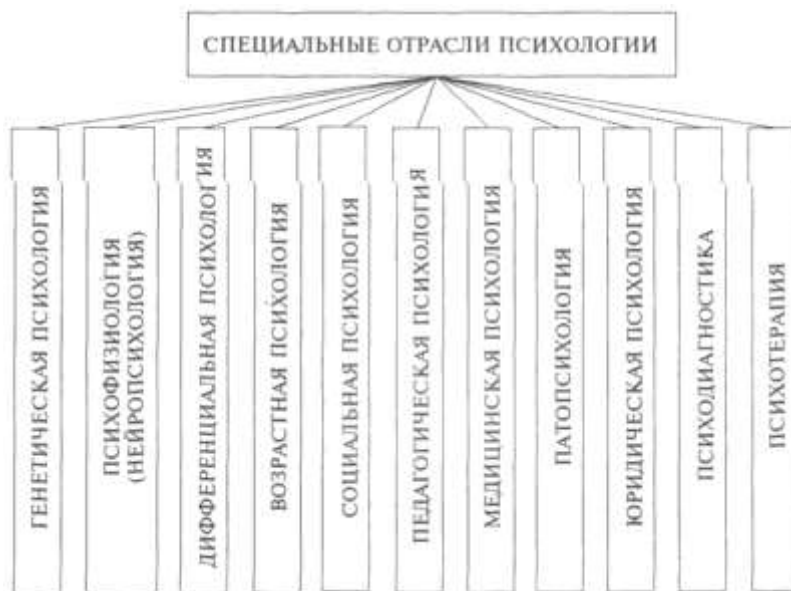 СПЕЦИАЛЬНЫЕ ОТРАСЛИ ПСИХОЛОГИИ
ГЕНЕТИЧЕСКАЯ ПСИХОЛОГИЯ
ПСИХОФИЗИОЛОГИЯ
(НЕЙРОПСИХОЛОГИЯ)
ДИФФЕРЕНЦИАЛЬНАЯ ПСИХОЛОГИЯ
ВОЗРАСТНАЯ ПСИХОЛОГИЯ
СОЦИАЛЬНАЯ ПСИХОЛОГИЯ
ПЕДАГОГИЧЕСКАЯ ПСИХОЛОГИЯ
МЕДИЦИНСКАЯ ПСИХОЛОГИЯ
ПАТОПСИХОЛОГИЯ
ЮРИДИЧЕСКАЯ ПСИХОЛОГИЯ
ПСИХОДИАГНОСТИКА
ПСИХОТЕРАПИЯ